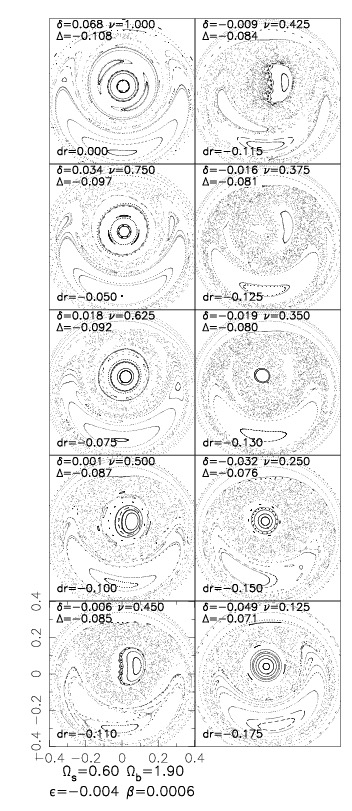 δ=0.068 ν=1.000
Δ=−0.108
dr=0.000
δ=−0.009 ν=0.425
Δ=−0.084
dr=−0.115
δ=0.034 ν=0.750
Δ=−0.097
dr=−0.050
δ=−0.016 ν=0.375
Δ=−0.081
dr=−0.125
δ=0.018 ν=0.625
Δ=−0.092
dr=−0.075
δ=−0.019 ν=0.350
Δ=−0.080
dr=−0.130
δ=0.001 ν=0.500
Δ=−0.087
dr=−0.100
δ=−0.032 ν=0.250
Δ=−0.076
dr=−0.150
δ=−0.006 ν=0.450
Δ=−0.085
dr=−0.110
δ=−0.049 ν=0.125
Δ=−0.071
dr=−0.175
0.4
0.2
0
−0.2
−0.4
−0.4 −0.2 0 0.2 0.4
Ωs=0.60 Ωb=1.90
ϵ=−0.004 β=0.0006